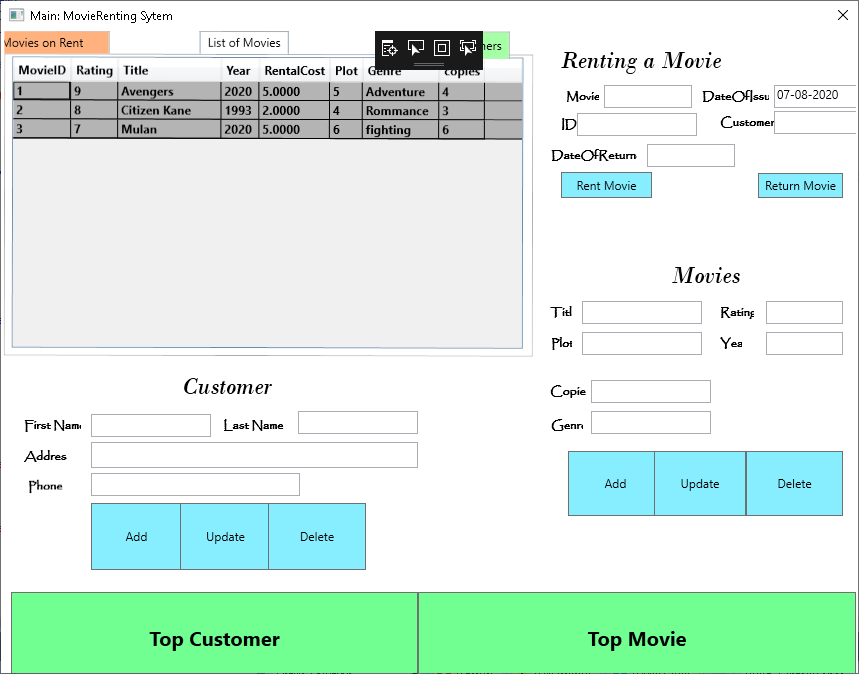 Main: MovieRenting Sytem
Movies on Rent
List of Movies
MovieID Rating Title Year RentalCost Plot Genre copies
1 9 Avengers 2020 5.0000 5 Adventure 4
2 8 Citizen Kane 1993 2.0000 4 Rommance 3
3 7 Mulan 2020 5.0000 6 fighting 6
Renting a Movie
Movie DateOfIssu 07-08-2020
ID Customer
DateOfReturn
Rent Movie Return Movie
Movies
Titl Rating
Plot Yea
Copie
Genre
Add Update Delete
Customer
First Name Last Name
Addres
Phone
Add Update Delete
Top Customer Top Movie